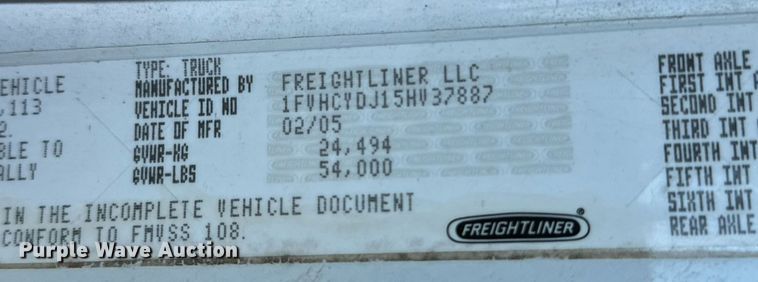 EHICLE
,113
2.
BLE TO
ALLY
TYPE: TRUCK
MANUFACTURED BY FREIGHTLINER LLC
VEHICLE ID NO 1FVHCYDJ15HV37887
DATE OF MFR 02/05
GVWR-KG 24,494
GVWR-LBS 54,000
FRONT AXLE
FIRST INT A
SECOND INT
THIRD INT
FOURTH INT
FIFTH INT
SIXTH INT
REAR AXLE
IN THE INCOMPLETE VEHICLE DOCUMENT
CONFORM TO FMVSS 108.
FREIGHTLINER®
Purple Wave Auction